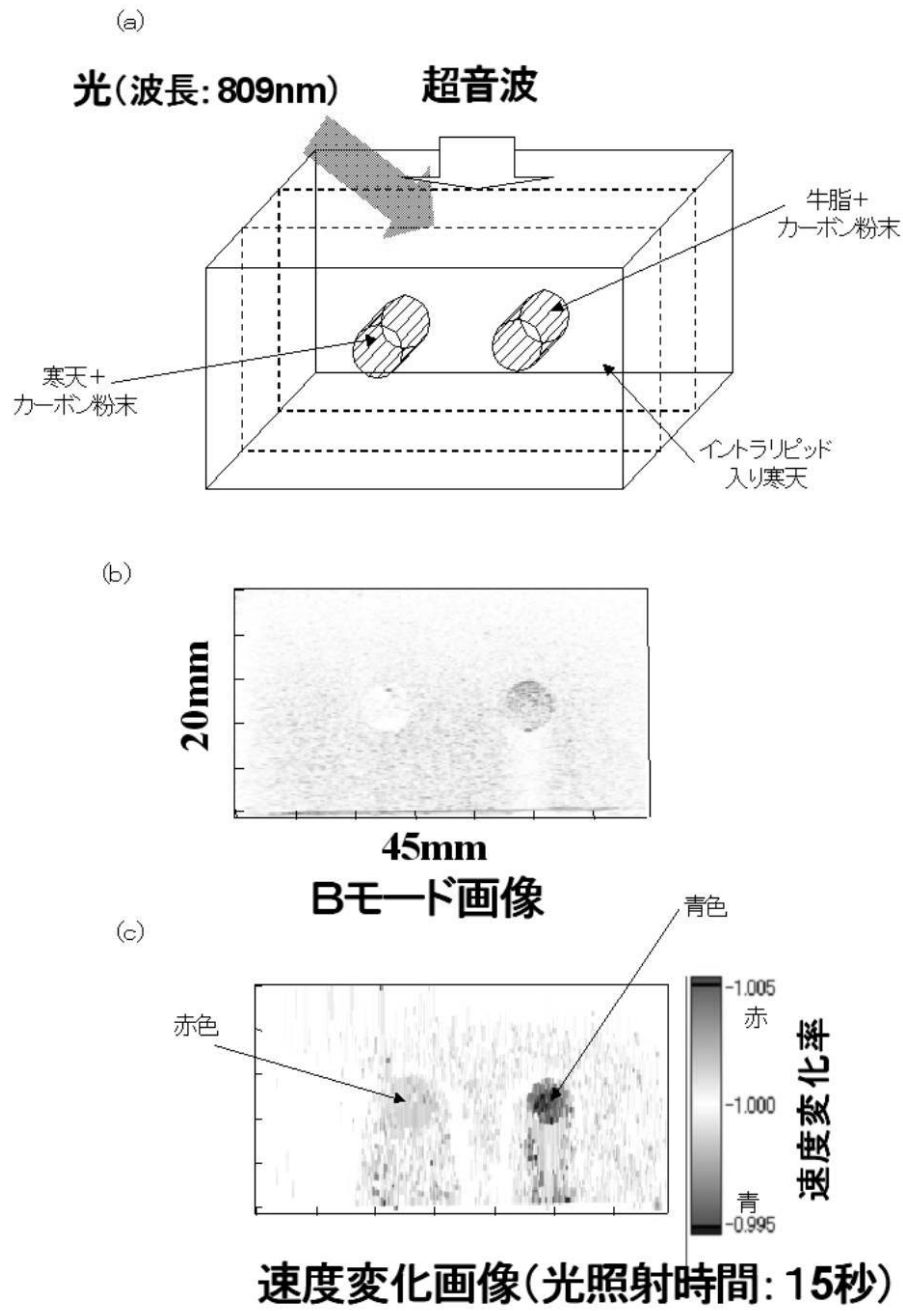 (a)
光(波長: 809nm)
超音波
牛脂+
カーボン粉末
寒天+
カーボン粉末
イントラリピッド
入り寒天
(b)
20mm
45mm
Bモード画像
(c)
青色
赤色
1.005
赤
1.000
青
0.995
速度変化率
速度変化画像(光照射時間: 15秒)